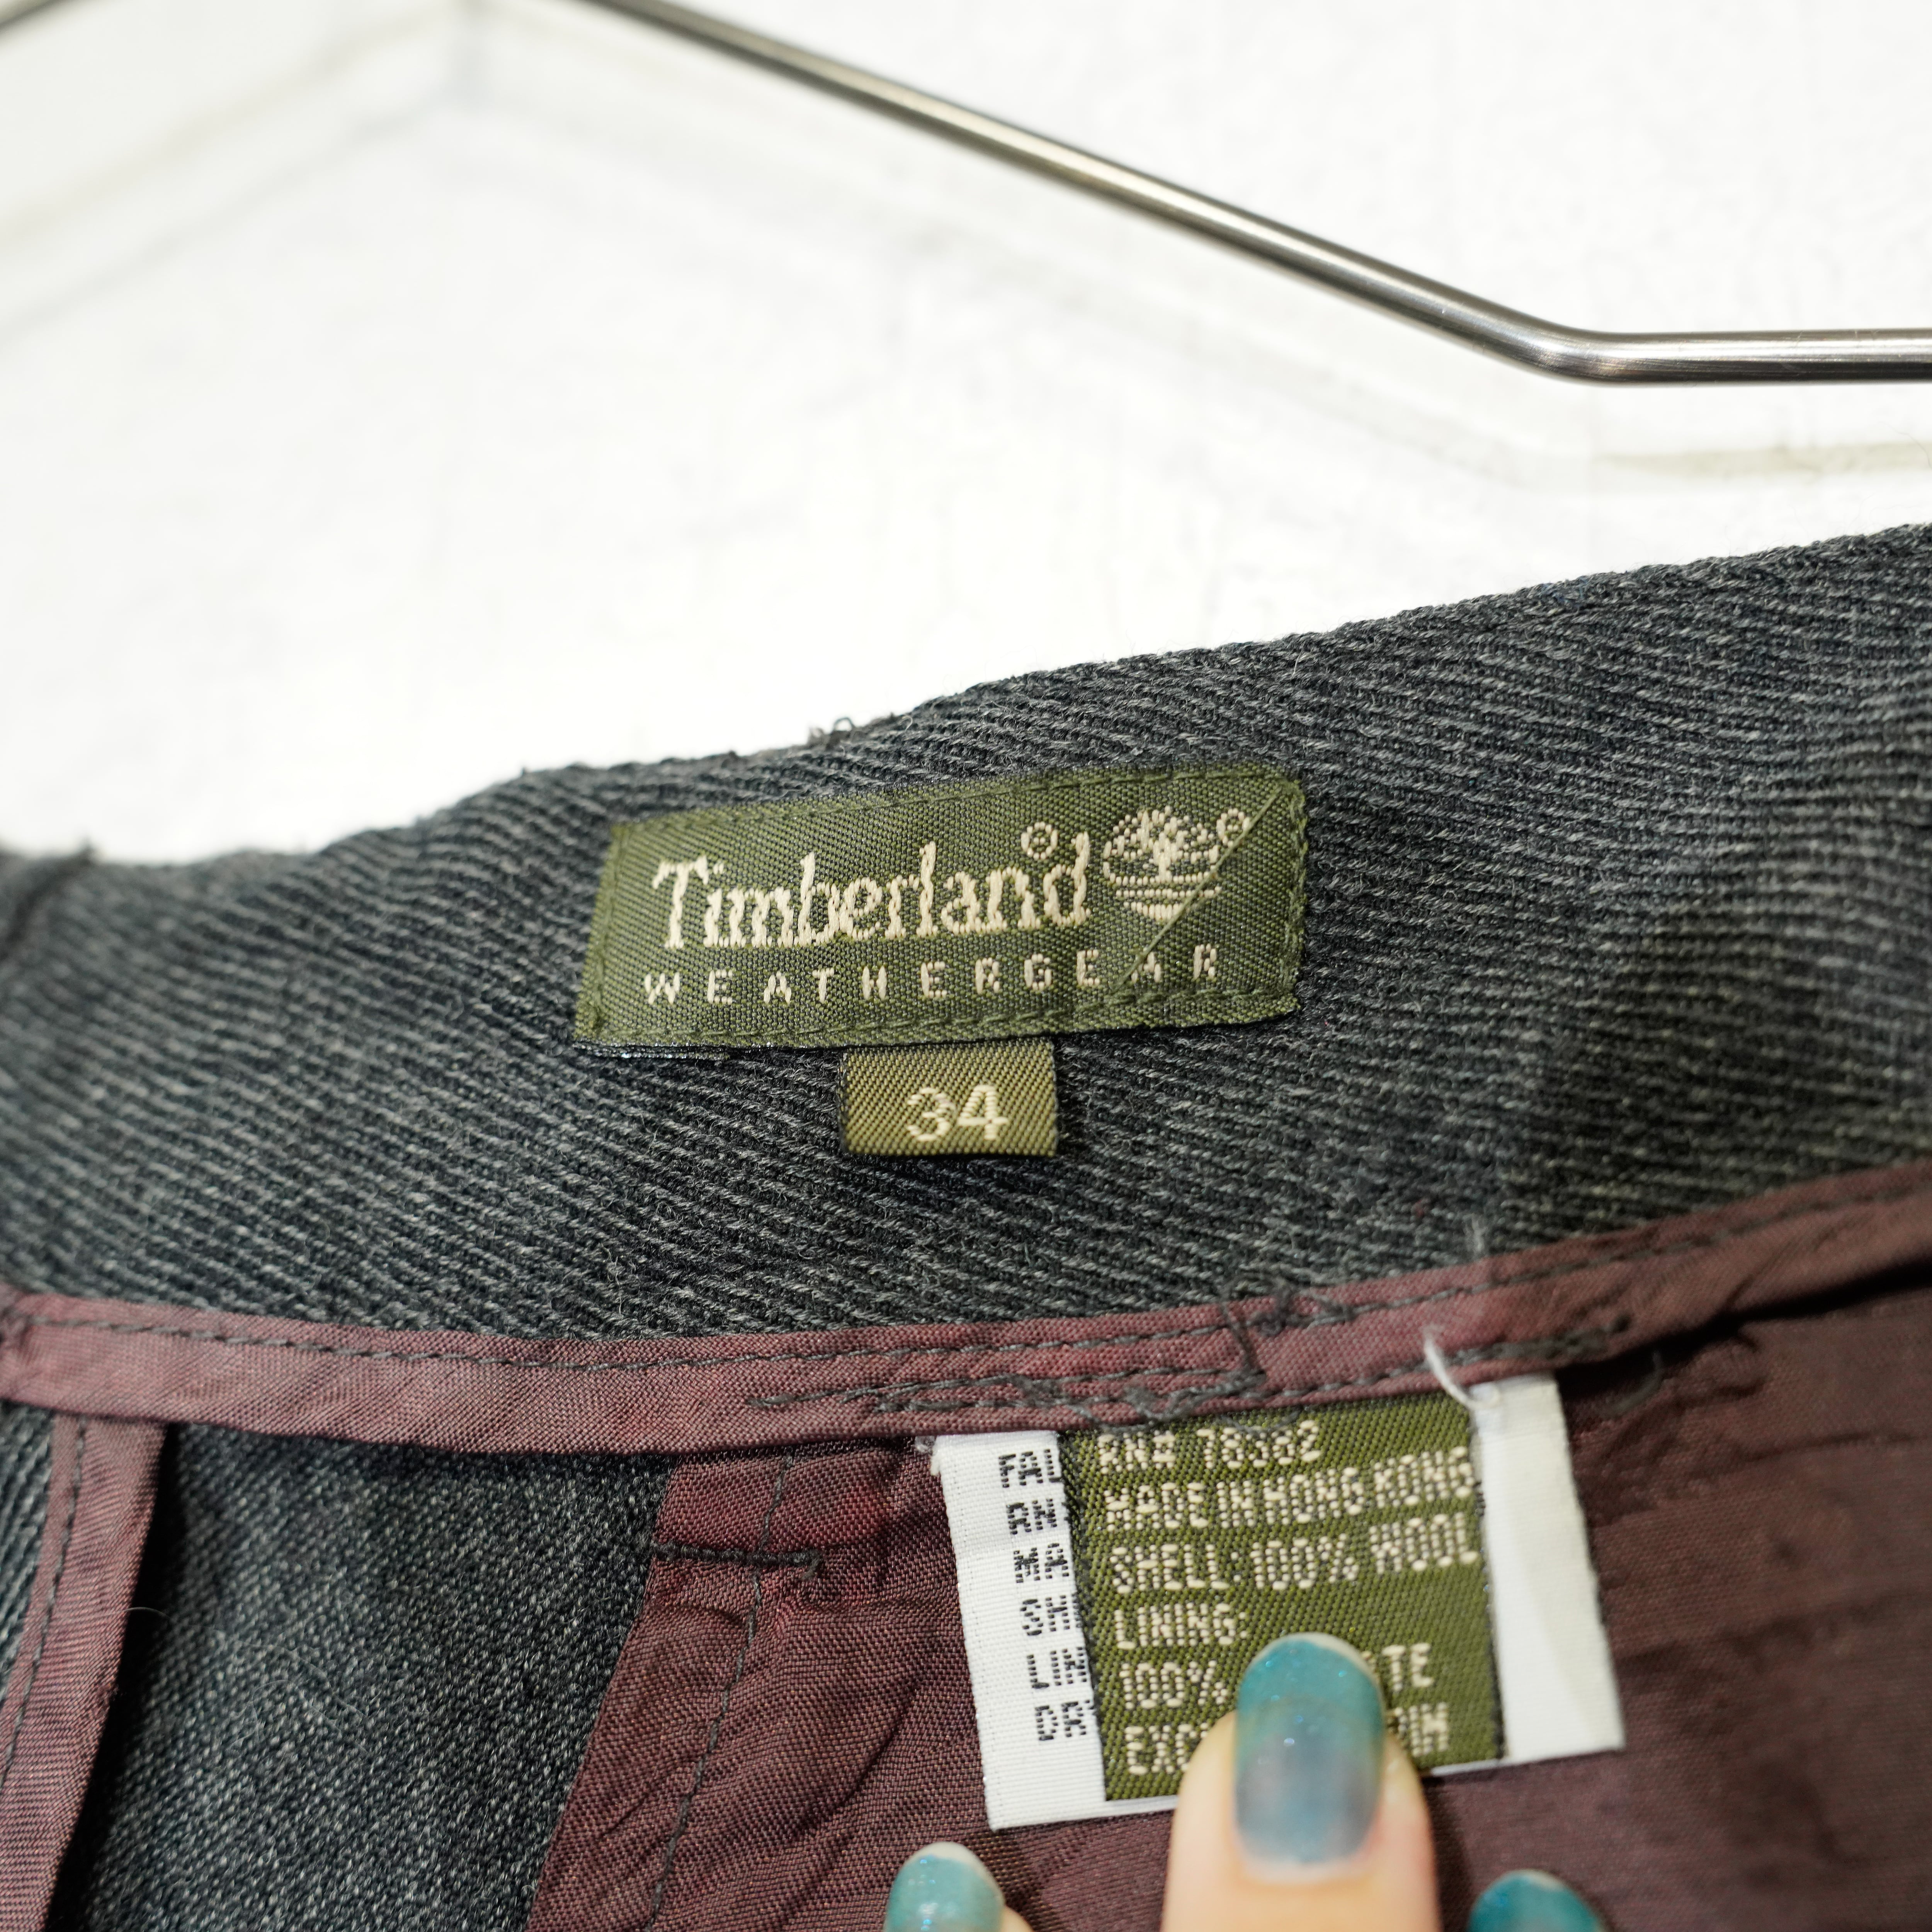 Timberland®
WEATHERGEAR
34
RN# 78382
MADE IN HONG KONG
SHELL: 100% WOOL
LINING:
100%
FAL
RN
MA
SH
LIN
DR